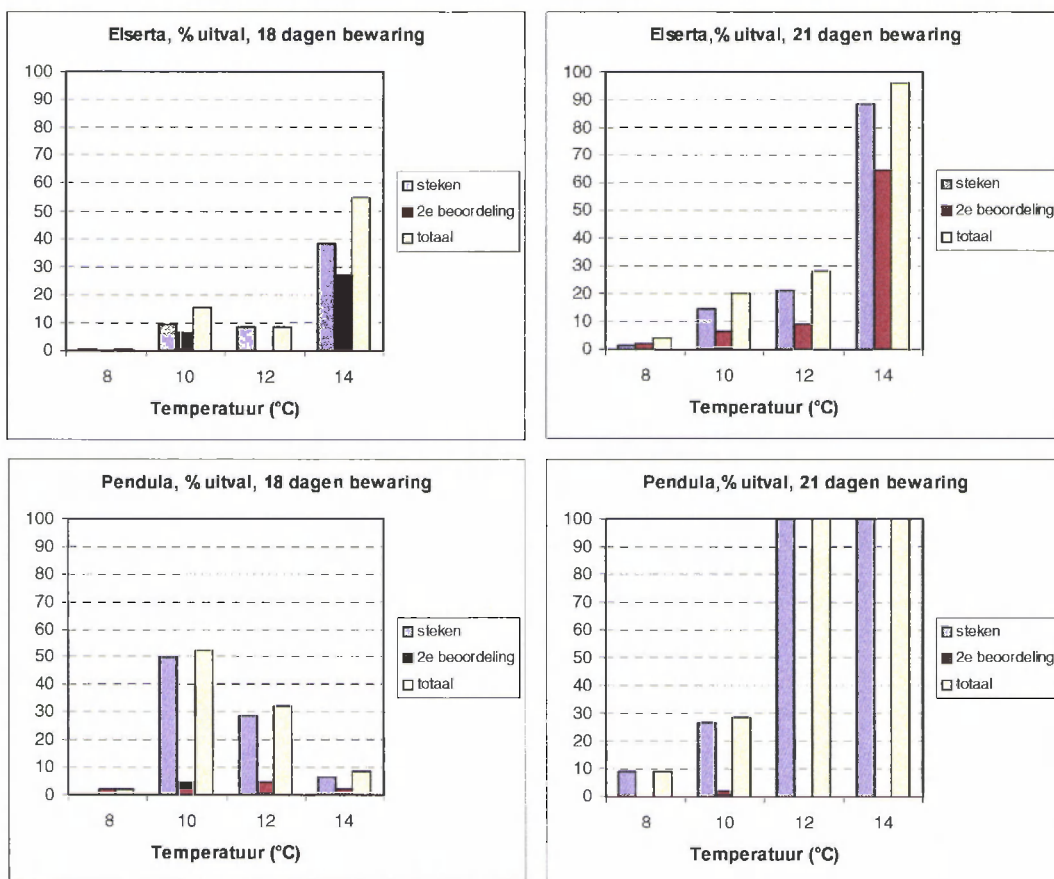 Elserta, % uitval, 18 dagen bewaring
100
90
80
70
60
50
40
30
20
10
0
8 10 12 14
Temperatuur (°C)
steken
2e beoordeling
totaal
Elserta,% uitval, 21 dagen bewaring
100
90
80
70
60
50
40
30
20
10
0
8 10 12 14
Temperatuur (°C)
steken
2e beoordeling
totaal
Pendula, % uitval, 18 dagen bewaring
100
90
80
70
60
50
40
30
20
10
0
8 10 12 14
Temperatuur (°C)
steken
2e beoordeling
totaal
Pendula,% uitval, 21 dagen bewaring
100
90
80
70
60
50
40
30
20
10
0
8 10 12 14
Temperatuur (°C)
steken
2e beoordeling
totaal